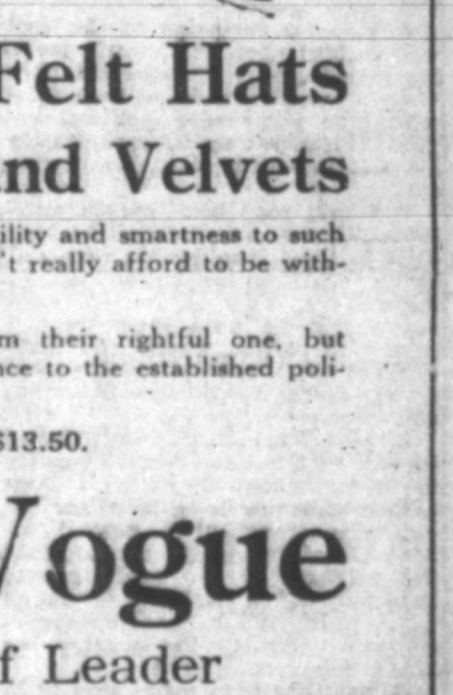 Felt Hats
nd Velvets
ility and smartness to such
't really afford to be with-
m their rightful one, but
nce to the established poli-
$13.50.
Vogue
f Leader